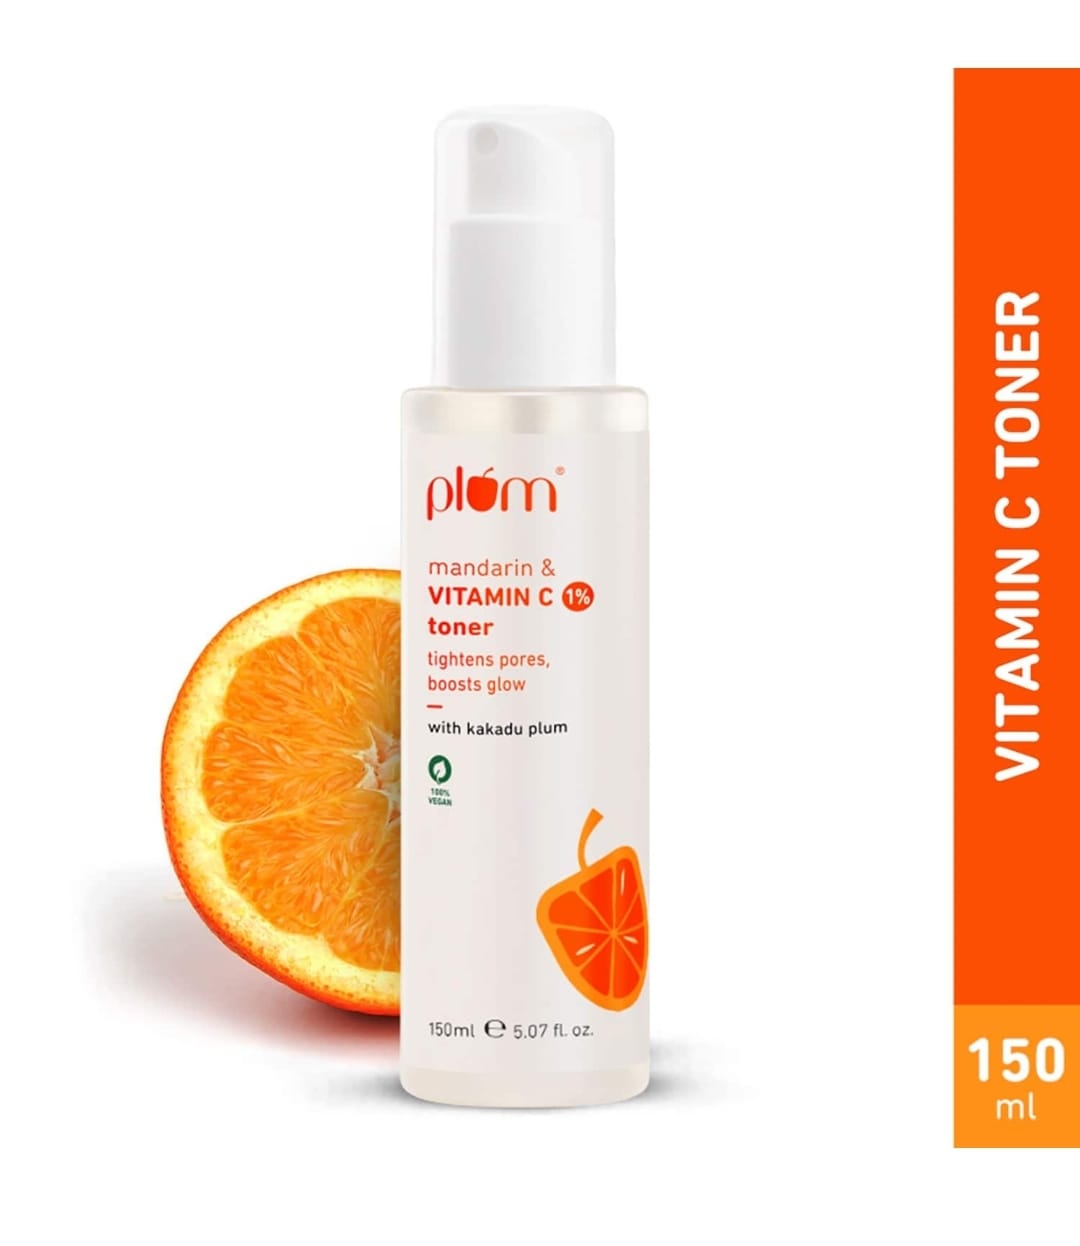 plum®
mandarin &
VITAMIN C 1%
toner
tightens pores,
boosts glow
with kakadu plum
100%
VEGAN
150ml ℮ 5.07 fl. oz.
VITAMIN C TONER
150
ml